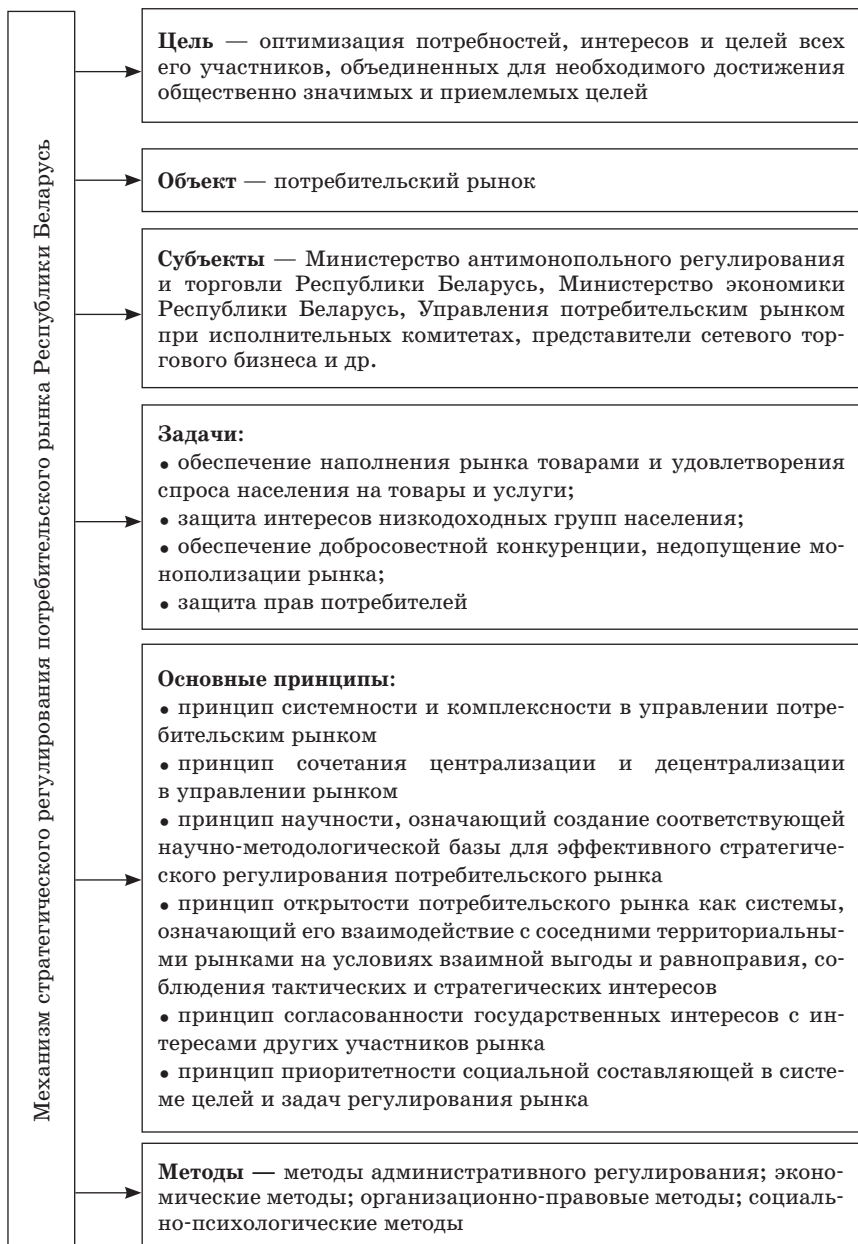 Механизм стратегического регулирования потребительского рынка Республики Беларусь
Цель — оптимизация потребностей, интересов и целей всех
его участников, объединенных для необходимого достижения
общественно значимых и приемлемых целей
Объект — потребительский рынок
Субъекты — Министерство антимонопольного регулирования
и торговли Республики Беларусь, Министерство экономики
Республики Беларусь, Управления потребительским рынком
при исполнительных комитетах, представители сетевого тор-
гового бизнеса и др.
Задачи:
• обеспечение наполнения рынка товарами и удовлетворения
спроса населения на товары и услуги;
• защита интересов низкодоходных групп населения;
• обеспечение добросовестной конкуренции, недопущение мо-
нополизации рынка;
• защита прав потребителей
Основные принципы:
• принцип системности и комплексности в управлении потре-
бительским рынком
• принцип сочетания централизации и децентрализации
в управлении рынком
• принцип научности, означающий создание соответствующей
научно-методологической базы для эффективного стратегиче-
ского регулирования потребительского рынка
• принцип открытости потребительского рынка как системы,
означающий его взаимодействие с соседними территориальны-
ми рынками на условиях взаимной выгоды и равноправия, со-
блюдения тактических и стратегических интересов
• принцип согласованности государственных интересов с ин-
тересами других участников рынка
• принцип приоритетности социальной составляющей в систе-
ме целей и задач регулирования рынка
Методы — методы административного регулирования; эконо-
мические методы; организационно-правовые методы; социаль-
но-психологические методы